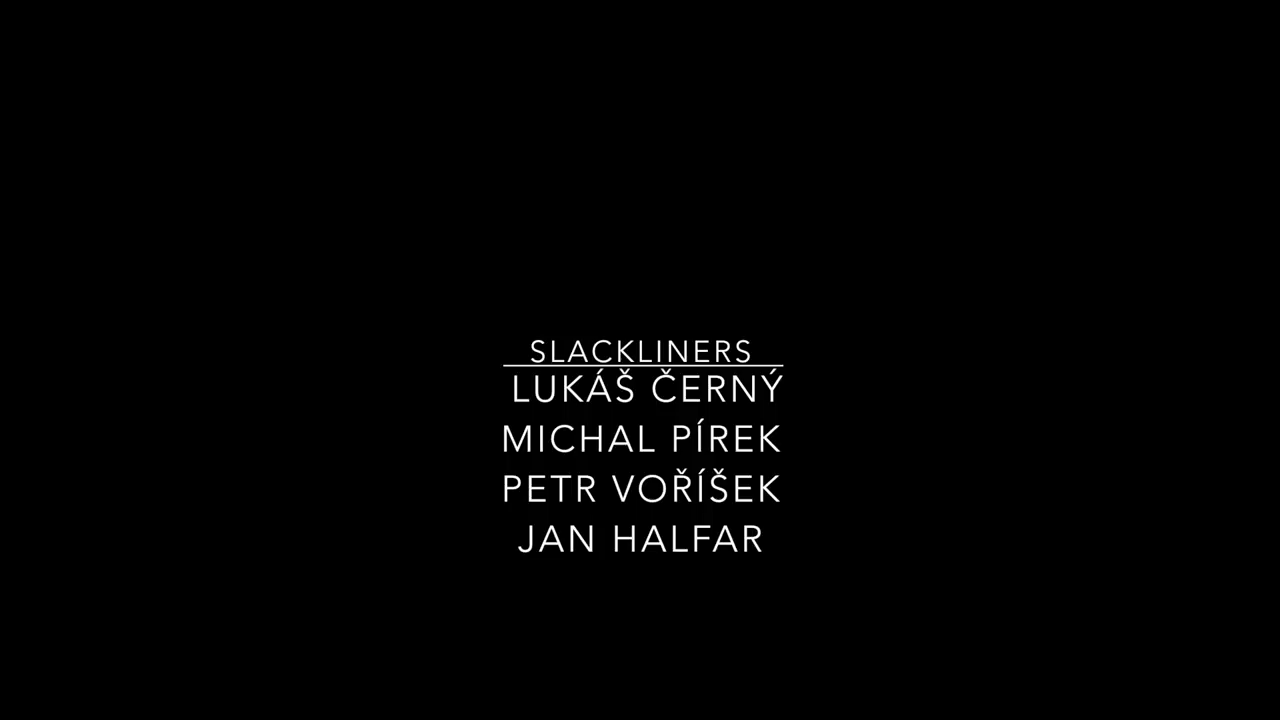 SLACKLINERS
LUKÁŠ ČERNÝ
MICHAL PÍREK
PETR VOŘÍŠEK
JAN HALFAR